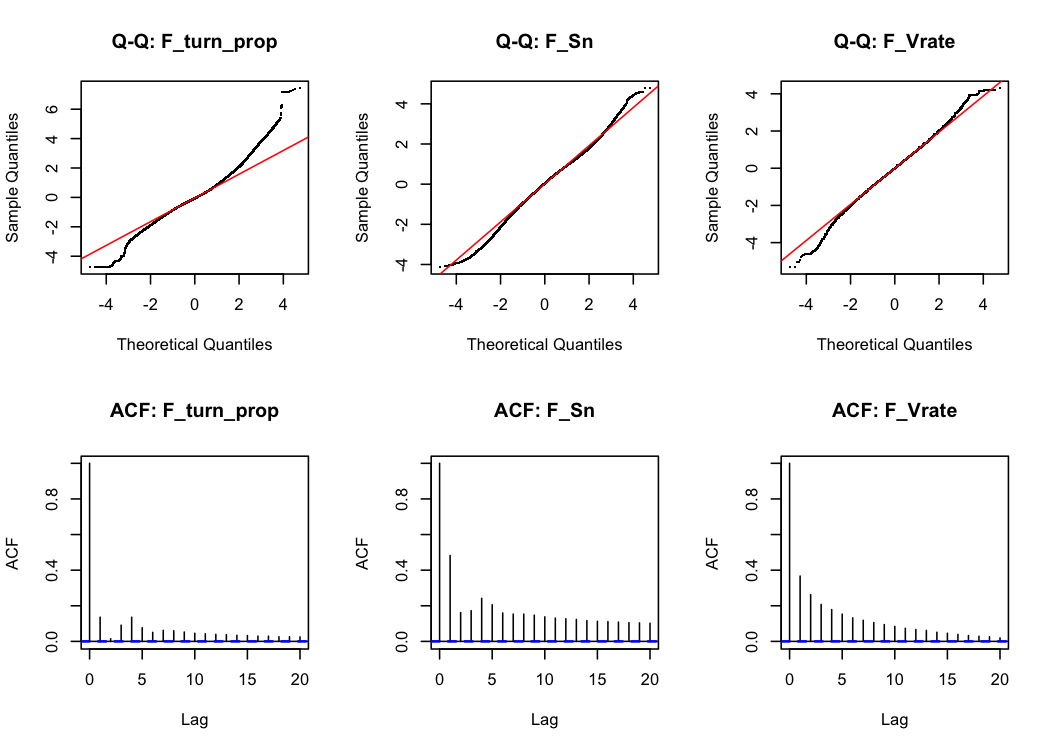 Q-Q: F_turn_prop
Sample Quantiles
-4 -2 0 2 4 6
-4 -2 0 2 4
Theoretical Quantiles
Q-Q: F_Sn
Sample Quantiles
-4 -2 0 2 4
-4 -2 0 2 4
Theoretical Quantiles
Q-Q: F_Vrate
Sample Quantiles
-4 -2 0 2 4
-4 -2 0 2 4
Theoretical Quantiles
ACF: F_turn_prop
ACF
0.0 0.4 0.8
0 5 10 15 20
Lag
ACF: F_Sn
ACF
0.0 0.4 0.8
0 5 10 15 20
Lag
ACF: F_Vrate
ACF
0.0 0.4 0.8
0 5 10 15 20
Lag